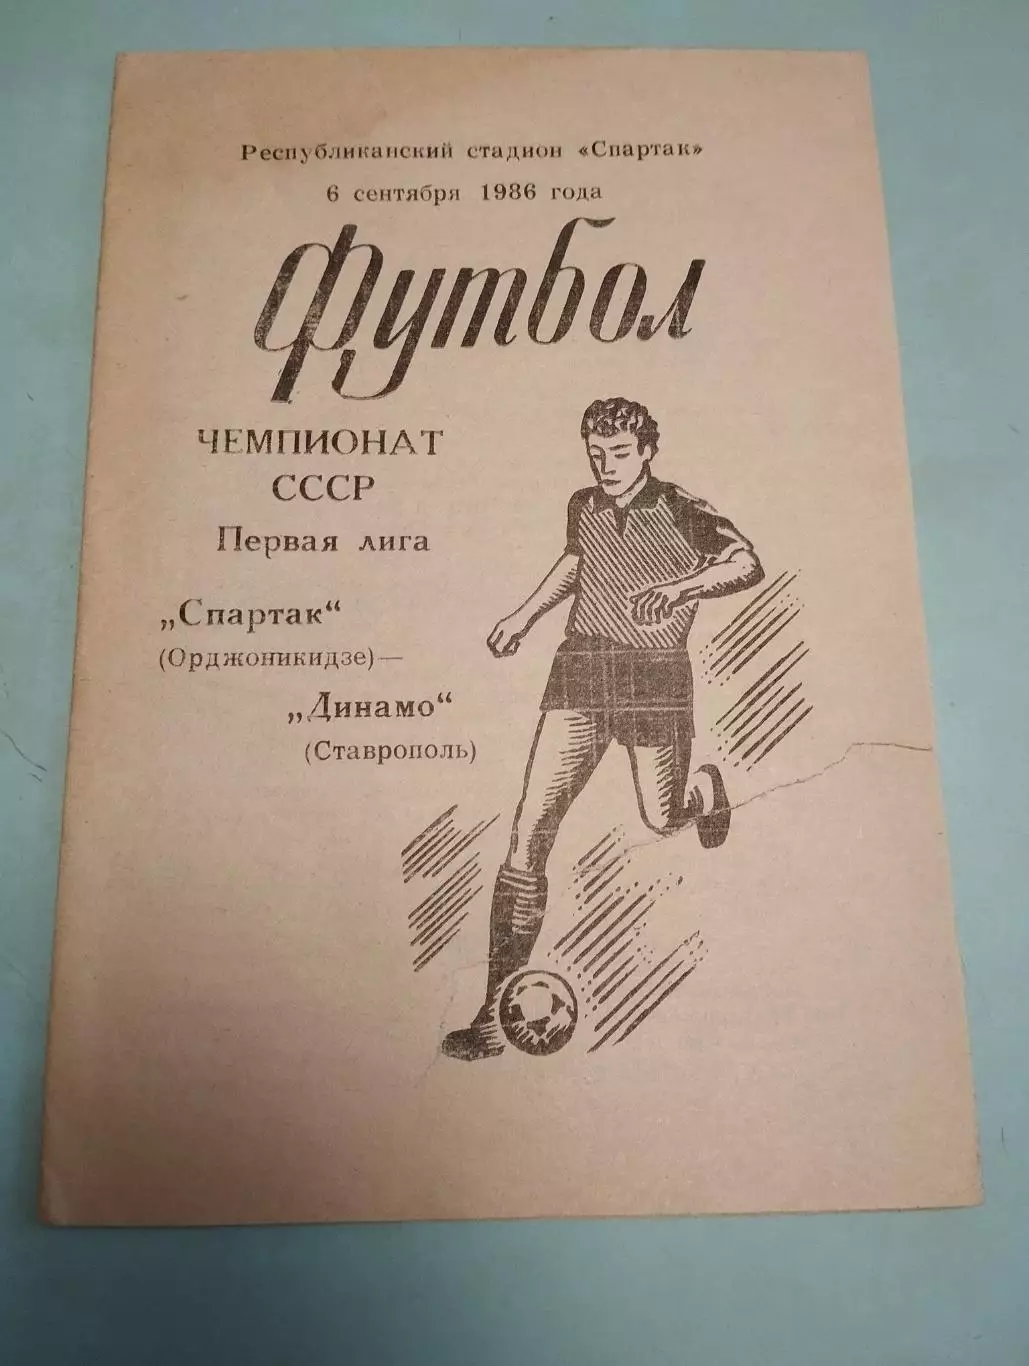 Республиканский стадион «Спартак»
6 сентября 1986 года
Футбол
ЧЕМПИОНАТ
СССР
Первая лига
„Спартак“
(Орджоникидзе)—
„Динамо“
(Ставрополь)